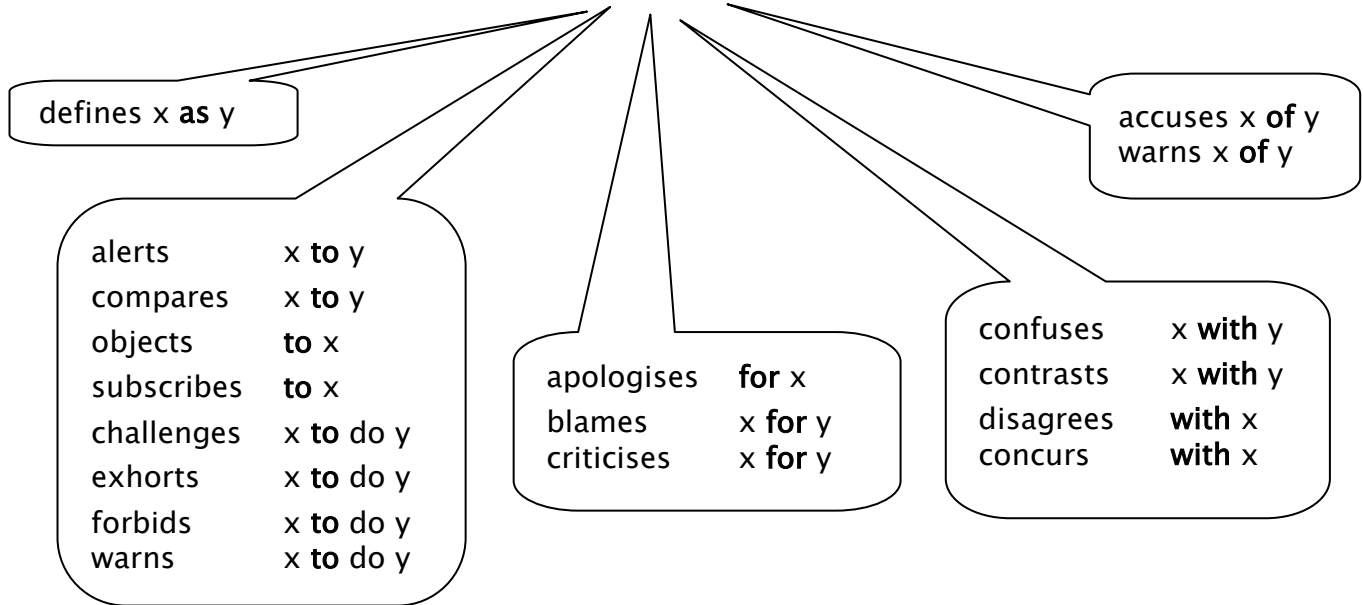 defines x as y
accuses x of y
warns x of y
alerts x to y
compares x to y
objects to x
subscribes to x
challenges x to do y
exhorts x to do y
forbids x to do y
warns x to do y
apologises for x
blames x for y
criticises x for y
confuses x with y
contrasts x with y
disagrees with x
concurs with x